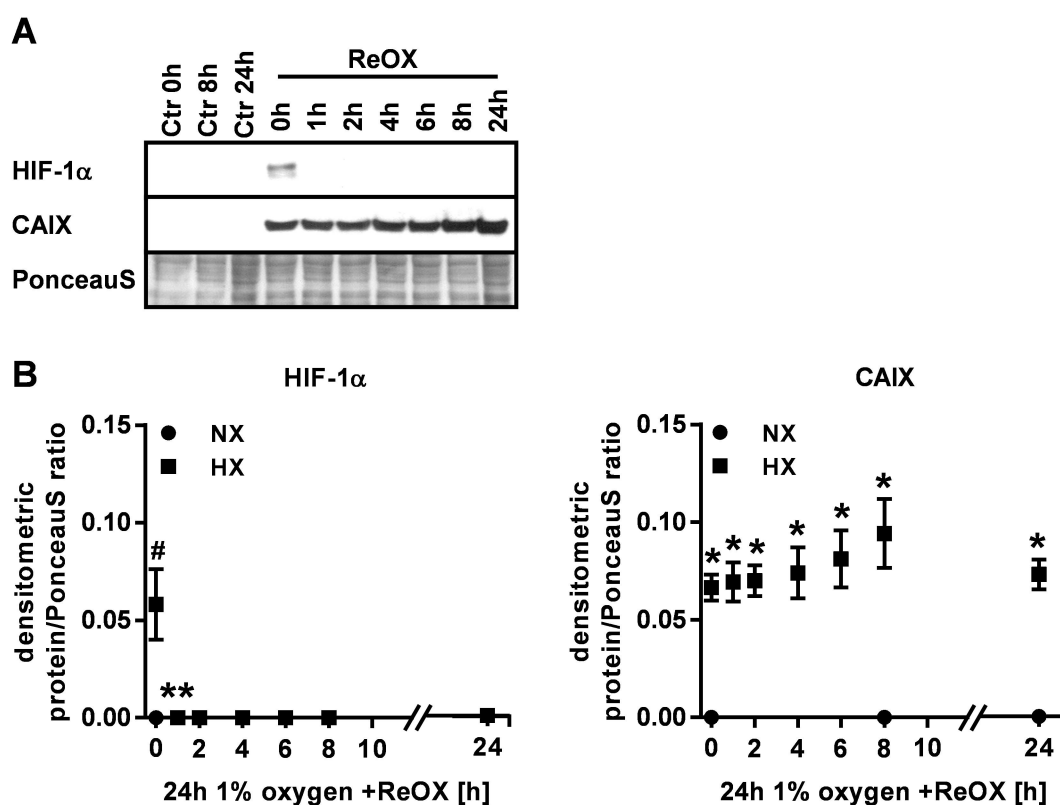 A
ReOX
Ctr 0h
Ctr 8h
Ctr 24h
0h
1h
2h
4h
6h
8h
24h
HIF-1α
CAIX
PonceauS
B
HIF-1α
densitometric
protein/PonceauS ratio
0.15
0.10
0.05
0.00
NX
HX
#
**
0 2 4 6 8 10 24
24h 1% oxygen +ReOX [h]
CAIX
densitometric
protein/PonceauS ratio
0.15
0.10
0.05
0.00
NX
HX
* * * * * * *
0 2 4 6 8 10 24
24h 1% oxygen +ReOX [h]